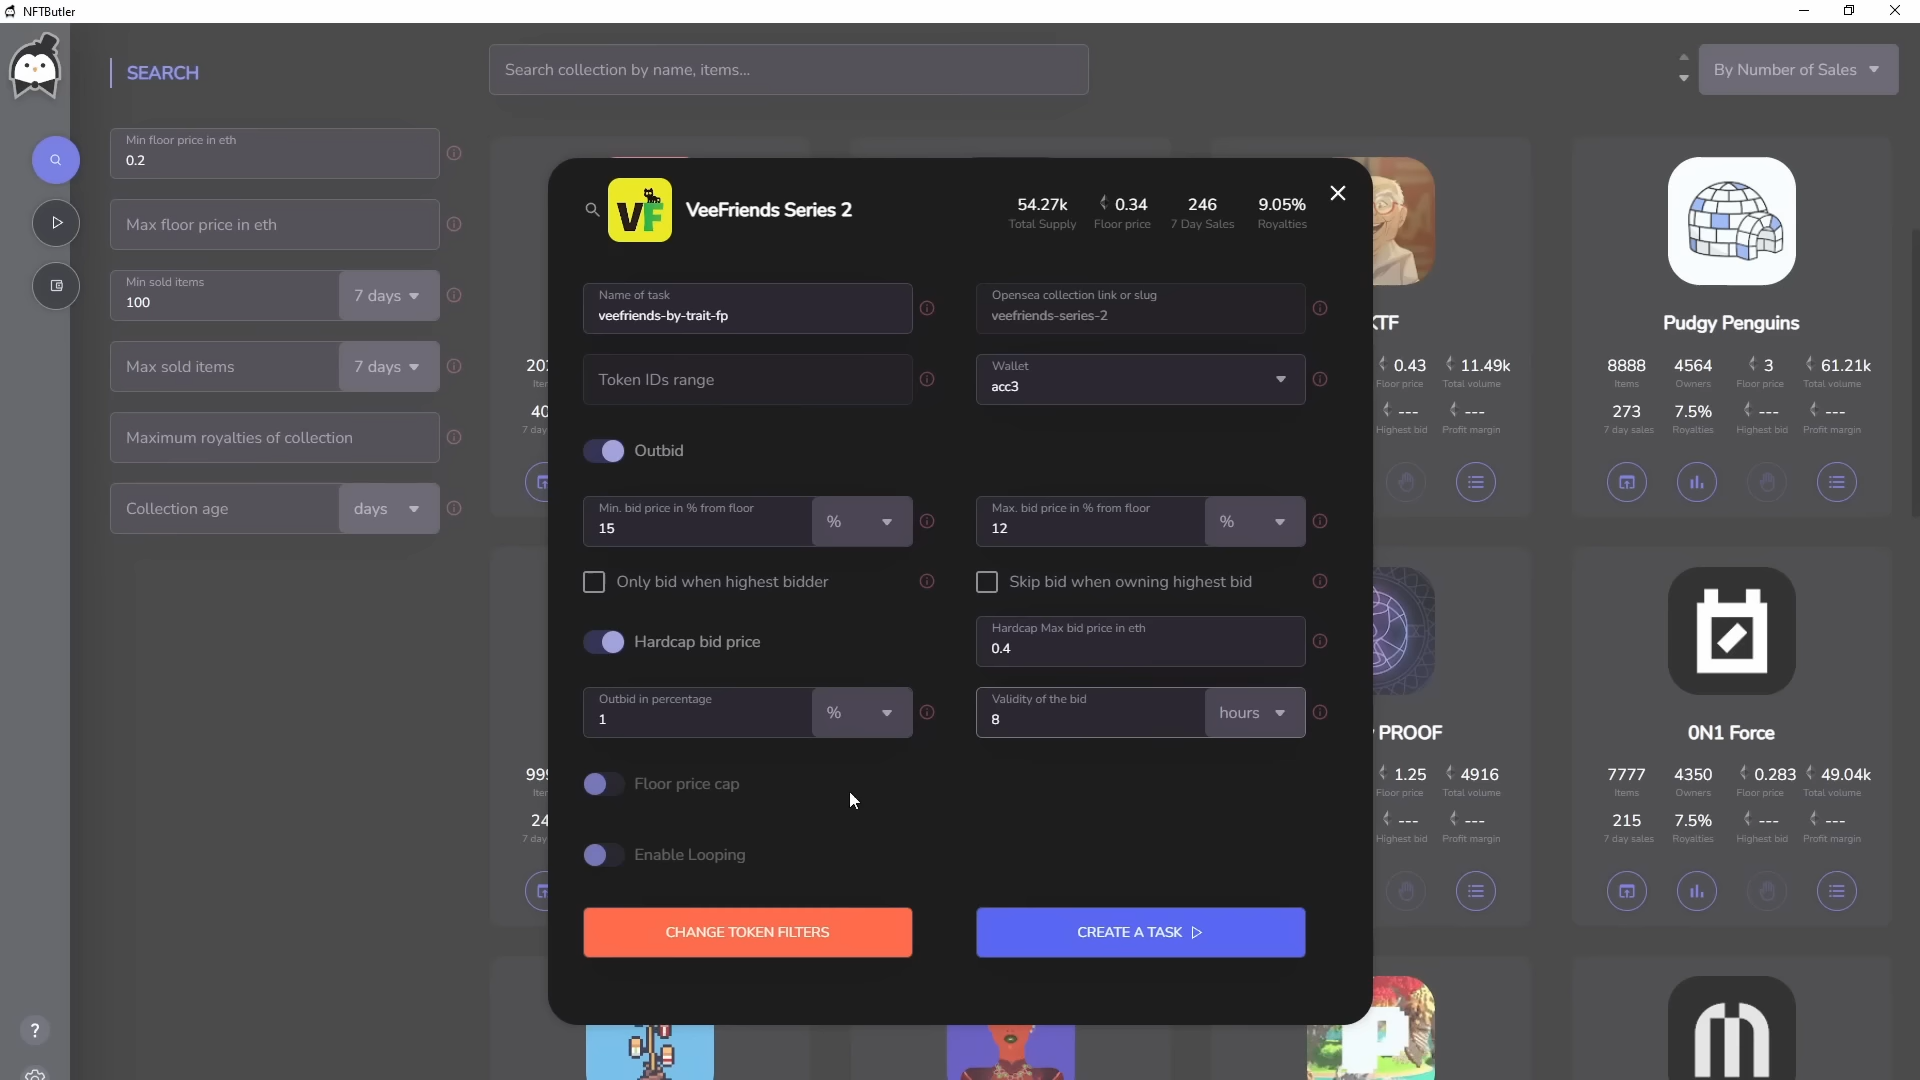 NFTButler
SEARCH
Search collection by name, items...
By Number of Sales
Min floor price in eth
0.2
Max floor price in eth
Min sold items
100
7 days
Max sold items
7 days
Maximum royalties of collection
Collection age
days
VF
VeeFriends Series 2
54.27k
Total Supply
0.34
Floor price
246
7 Day Sales
9.05%
Royalties
Name of task
veefriends-by-trait-fp
Opensea collection link or slug
veefriends-series-2
Token IDs range
Wallet
acc3
Outbid
Min. bid price in % from floor
15
%
Max. bid price in % from floor
12
%
Only bid when highest bidder
Skip bid when owning highest bid
Hardcap bid price
Hardcap Max bid price in eth
0.4
Outbid in percentage
1
%
Validity of the bid
8
hours
Floor price cap
Enable Looping
CHANGE TOKEN FILTERS
CREATE A TASK
0.43 11.49k
Floor price Total volume
--- ---
Highest bid Profit margin
Pudgy Penguins
8888 4564 3 61.21k
Items Owners Floor price Total volume
273 7.5% --- ---
7 day sales Royalties Highest bid Profit margin
PROOF
1.25 4916
Floor price Total volume
--- ---
Highest bid Profit margin
0N1 Force
7777 4350 0.283 49.04k
Items Owners Floor price Total volume
215 7.5% --- ---
7 day sales Royalties Highest bid Profit margin
?